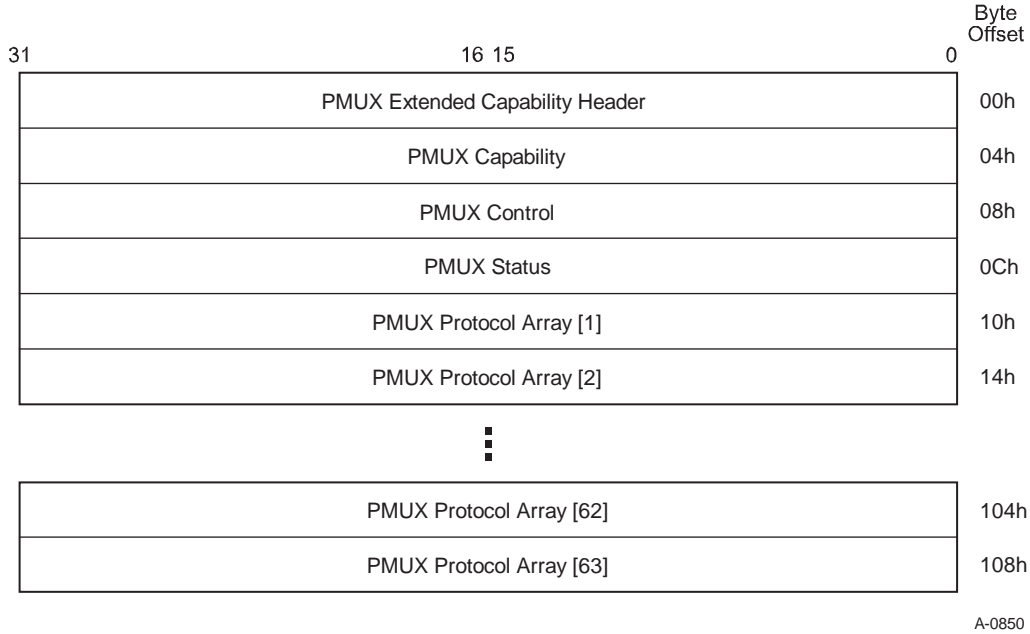 Byte
Offset
31 16 15 0
PMUX Extended Capability Header 00h
PMUX Capability 04h
PMUX Control 08h
PMUX Status 0Ch
PMUX Protocol Array [1] 10h
PMUX Protocol Array [2] 14h
PMUX Protocol Array [62] 104h
PMUX Protocol Array [63] 108h
A-0850